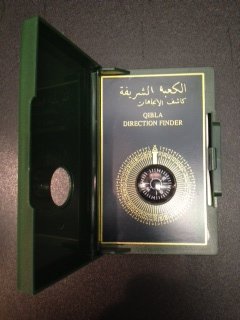 الكعبة الشريفة
كاشف الاتجاهات
QIBLA
DIRECTION FINDER